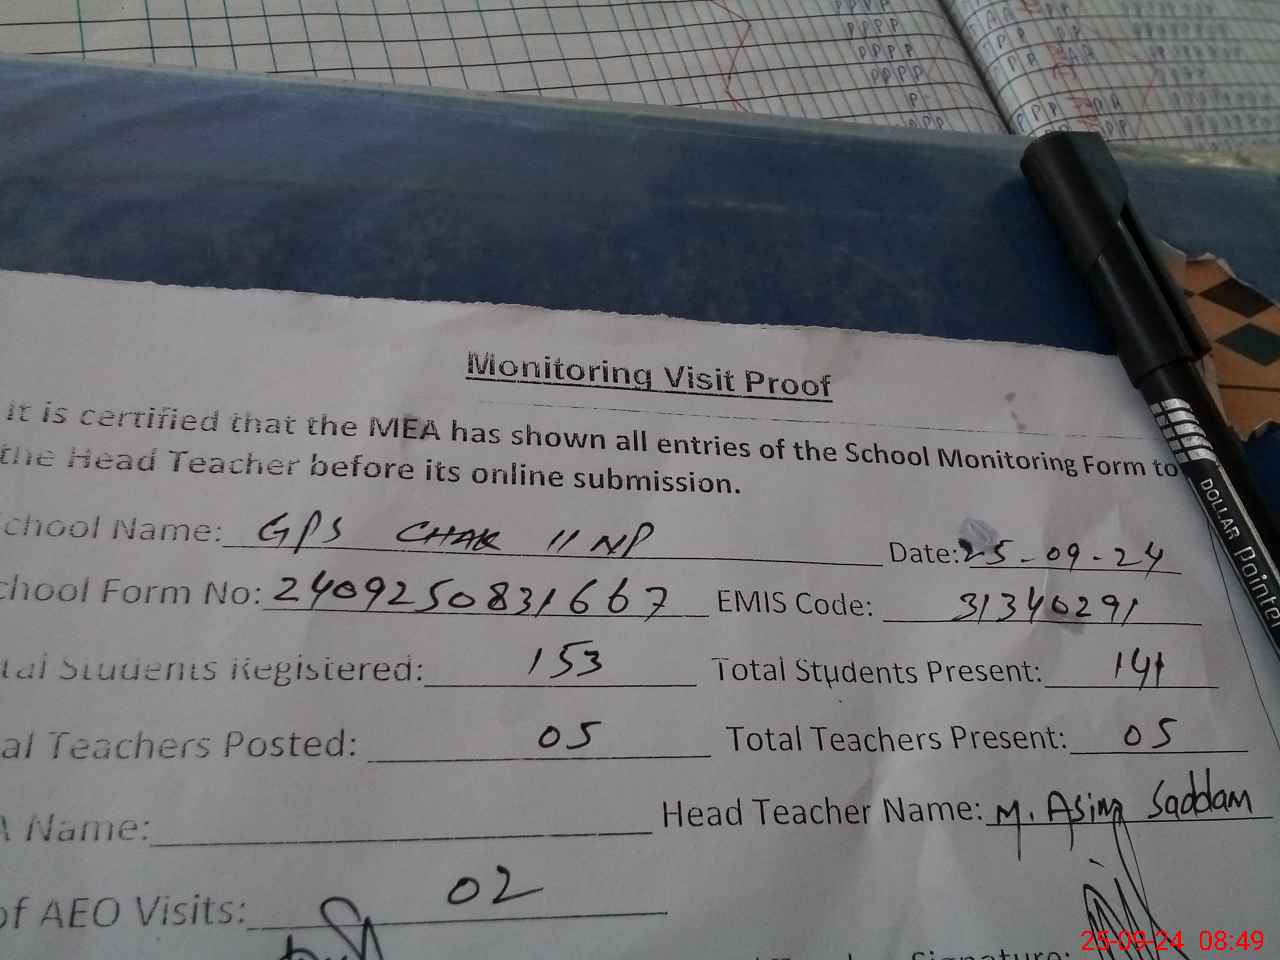 Monitoring Visit Proof
it is certified that the MEA has shown all entries of the School Monitoring Form to
the Head Teacher before its online submission.
chool Name: GPS CHAK 11 NP Date: 25-09-24
chool Form No: 2409250831667 EMIS Code: 31340291
tal Students Registered: 153 Total Students Present: 141
al Teachers Posted: 05 Total Teachers Present: 05
A Name: Head Teacher Name: M. Asim Saddam
of AEO Visits: 02
Signature:
25-09-24 08:49
DOLLAR Pointer